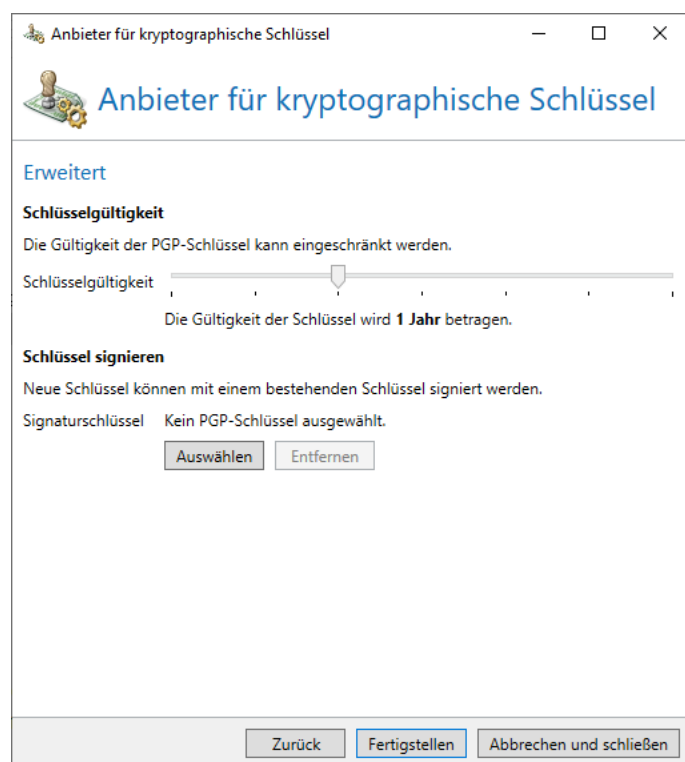 Anbieter für kryptographische Schlüssel
Anbieter für kryptographische Schlüssel
Erweitert
Schlüsselgültigkeit
Die Gültigkeit der PGP-Schlüssel kann eingeschränkt werden.
Schlüsselgültigkeit
Die Gültigkeit der Schlüssel wird 1 Jahr betragen.
Schlüssel signieren
Neue Schlüssel können mit einem bestehenden Schlüssel signiert werden.
Signaturschlüssel Kein PGP-Schlüssel ausgewählt.
Auswählen Entfernen
Zurück Fertigstellen Abbrechen und schließen